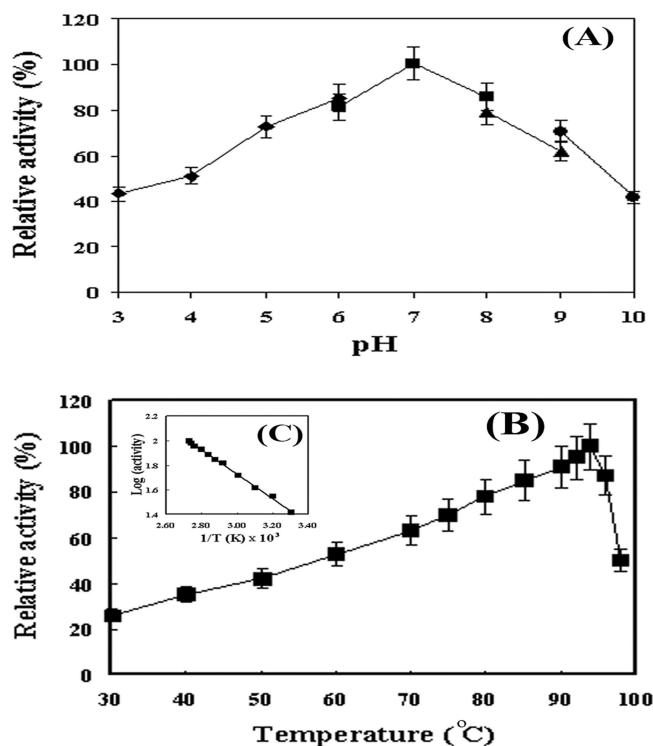 (A)
Relative activity (%)
120
100
80
60
40
20
0
3 4 5 6 7 8 9 10
pH
(B)
Relative activity (%)
120
100
80
60
40
20
0
(C)
Log (activity)
2.2
2
1.8
1.6
1.4
2.60 2.80 3.00 3.20 3.40
1/T (K) x 10³
30 40 50 60 70 80 90 100
Temperature (°C)